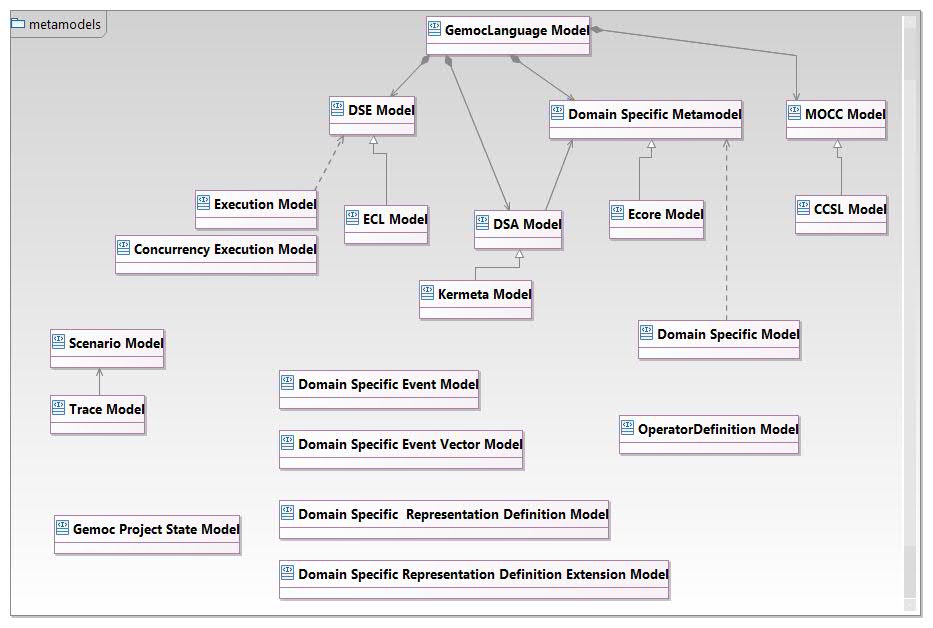 metamodels
GemocLanguage Model
DSE Model
Domain Specific Metamodel
MOCC Model
Execution Model
ECL Model
DSA Model
Ecore Model
CCSL Model
Concurrency Execution Model
Kermeta Model
Scenario Model
Domain Specific Model
Trace Model
Domain Specific Event Model
OperatorDefinition Model
Domain Specific Event Vector Model
Gemoc Project State Model
Domain Specific  Representation Definition Model
Domain Specific Representation Definition Extension Model